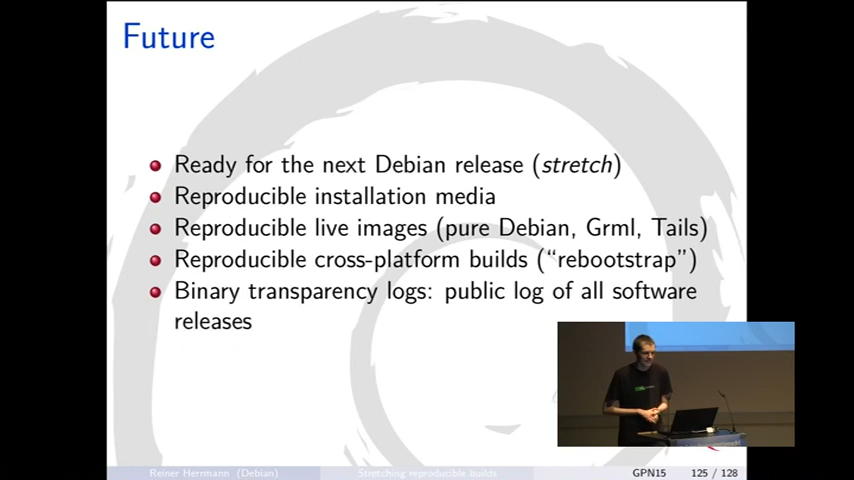 Future
Ready for the next Debian release (stretch)
Reproducible installation media
Reproducible live images (pure Debian, Grml, Tails)
Reproducible cross-platform builds (“rebootstrap”)
Binary transparency logs: public log of all software
releases
Reiner Herrmann (Debian)
Stretching reproducible builds
GPN15
125 / 128